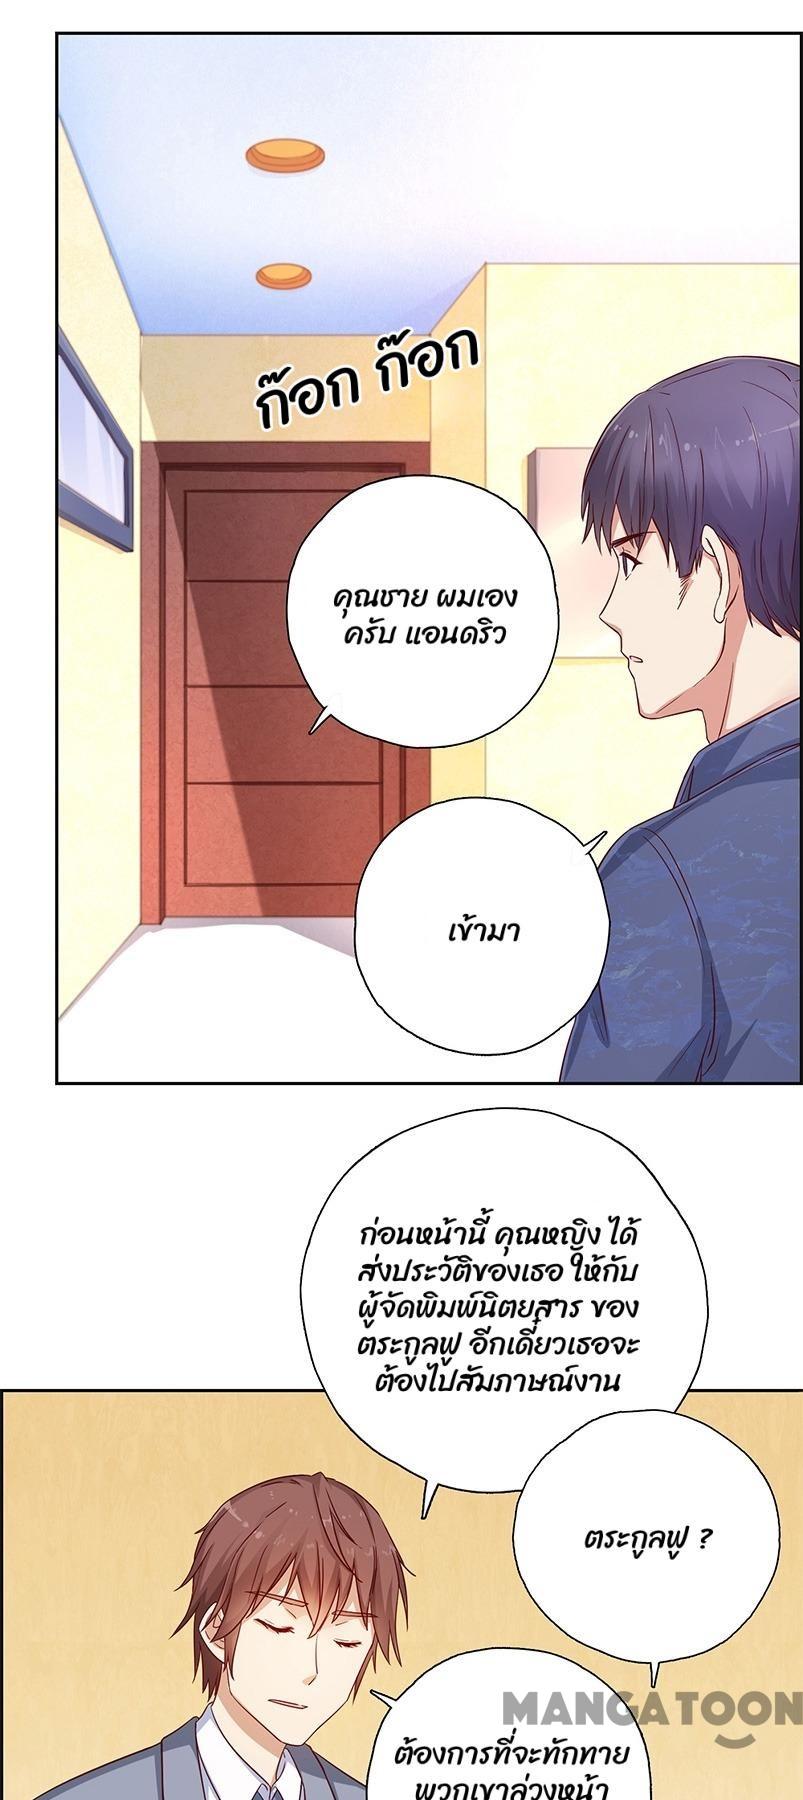 ก๊อก ก๊อก
คุณชาย ผมเอง
ครับ แอนดริว
เข้ามา
ก่อนหน้านี้ คุณหญิง ได้
ส่งประวัติของเธอ ให้กับ
ผู้จัดพิมพ์นิตยสาร ของ
ตระกูลฟู อีกเดี๋ยวเธอจะ
ต้องไปสัมภาษณ์งาน
ตระกูลฟู ?
MANGATOON
ต้องการที่จะทักทาย
พวกเขาล่วงหน้า